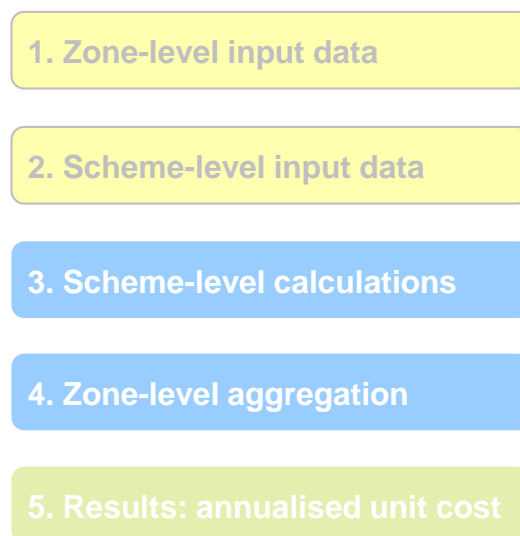 1. Zone-level input data
2. Scheme-level input data
3. Scheme-level calculations
4. Zone-level aggregation
5. Results: annualised unit cost